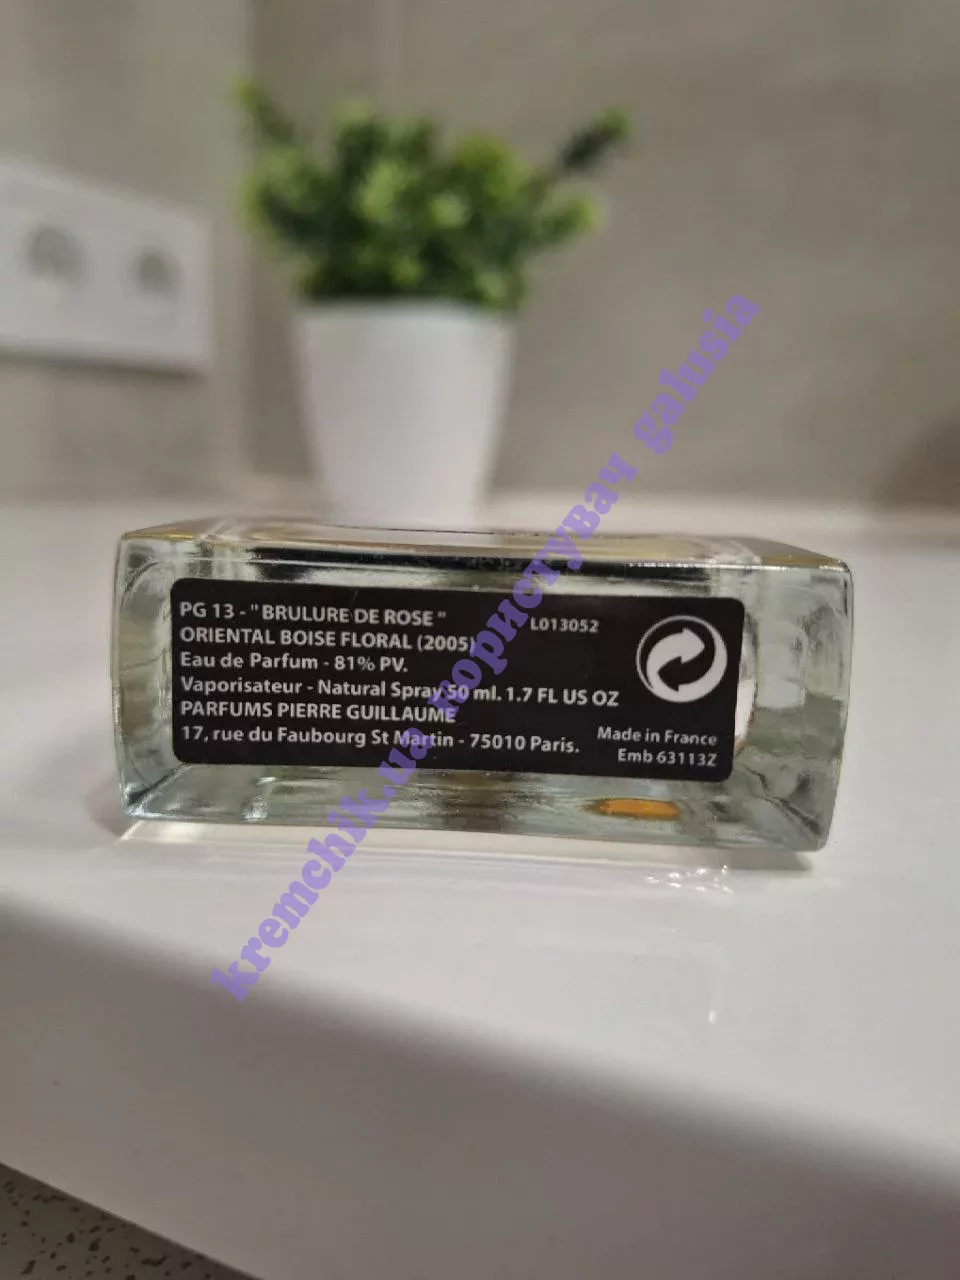 PG 13 - " BRULURE DE ROSE "
L013052
ORIENTAL BOISE FLORAL (2005)
Eau de Parfum - 81% PV.
Vaporisateur - Natural Spray 50 ml. 1.7 FL US OZ
PARFUMS PIERRE GUILLAUME
17, rue du Faubourg St Martin - 75010 Paris.
Made in France
Emb 63113Z
kremchik.ua користувач galusia